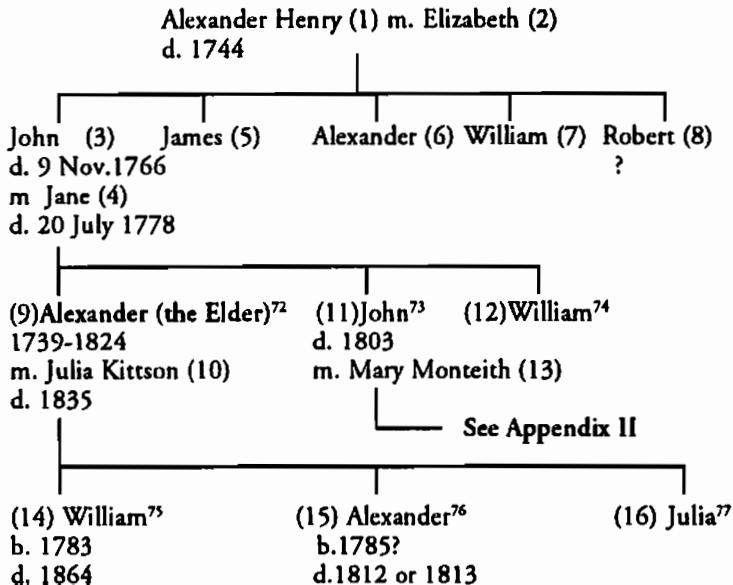 Alexander Henry (1) m. Elizabeth (2)
d. 1744
John (3) James (5) Alexander (6) William (7) Robert (8)
d. 9 Nov.1766 ?
m Jane (4)
d. 20 July 1778
(9)Alexander (the Elder)⁷² (11)John⁷³ (12)William⁷⁴
1739-1824 d. 1803
m. Julia Kittson (10) m. Mary Monteith (13)
d. 1835
See Appendix II
(14) William⁷⁵ (15) Alexander⁷⁶ (16) Julia⁷⁷
b. 1783 b.1785?
d. 1864 d.1812 or 1813